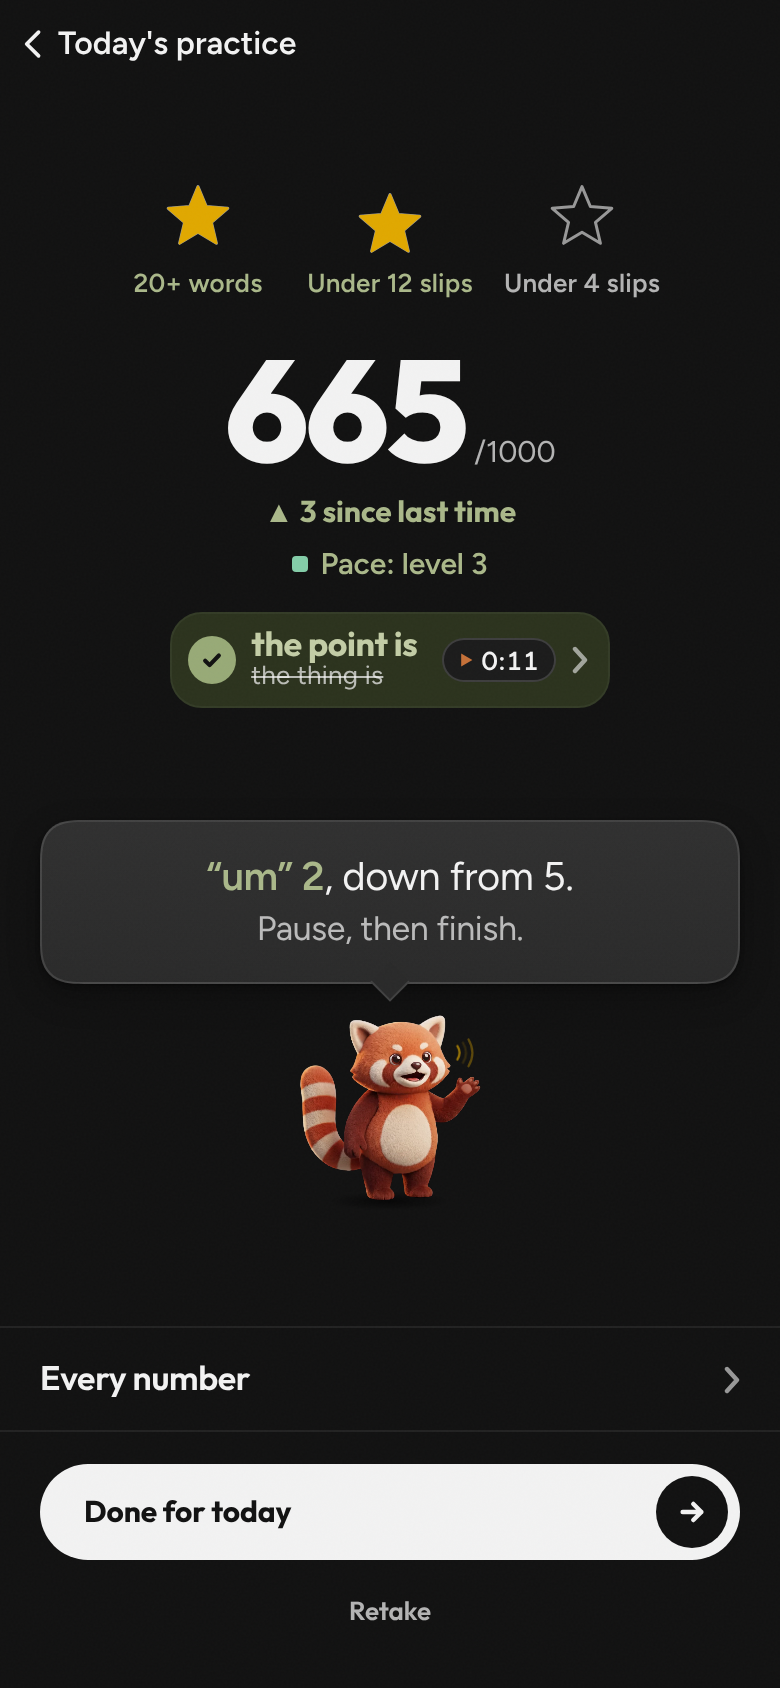 Today's practice
20+ words
Under 12 slips
Under 4 slips
665 /1000
▲ 3 since last time
Pace: level 3
the point is
the thing is
0:11
“um” 2, down from 5.
Pause, then finish.
Every number
Done for today
Retake